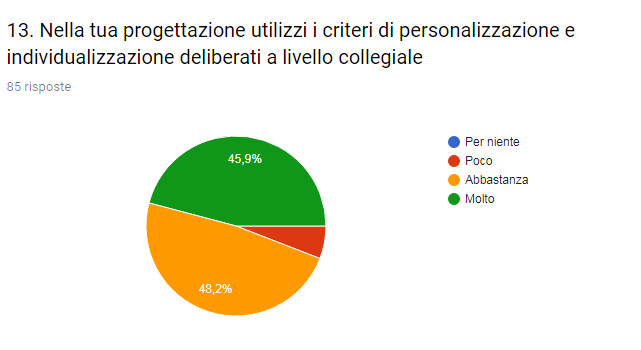 13. Nella tua progettazione utilizzi i criteri di personalizzazione e
individualizzazione deliberati a livello collegiale
85 risposte
45,9%
48,2%
Per niente
Poco
Abbastanza
Molto